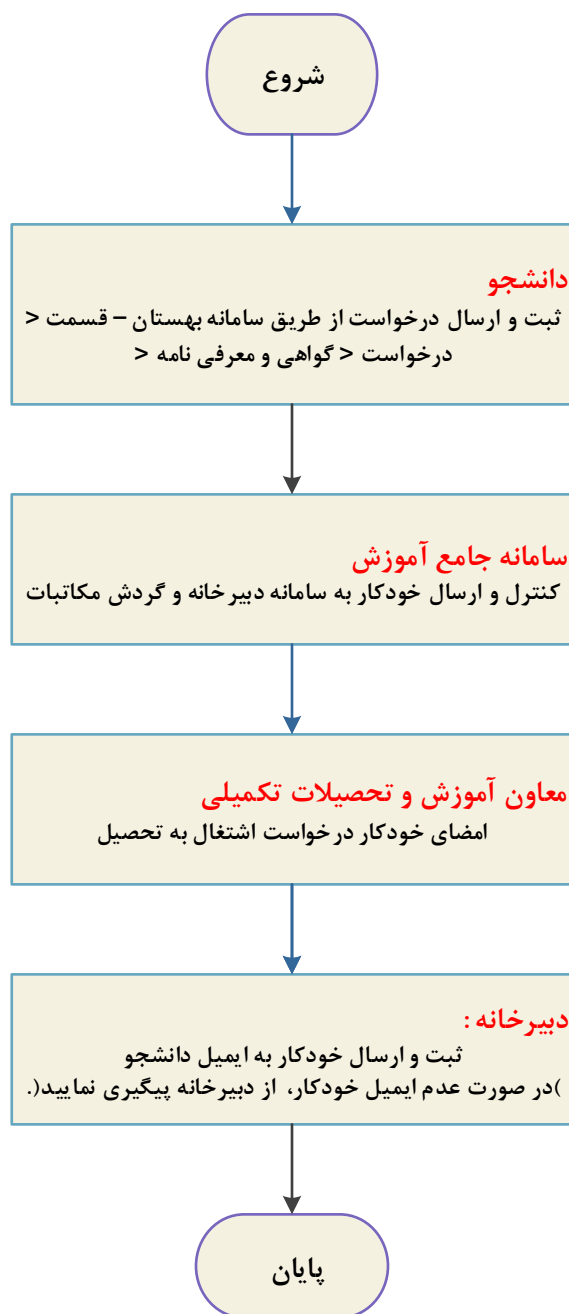 شروع
دانشجو
ثبت و ارسال درخواست از طریق سامانه بهستان – قسمت >
درخواست > گواهی و معرفی نامه >
سامانه جامع آموزش
کنترل و ارسال خودکار به سامانه دبیرخانه و گردش مکاتبات
معاون آموزش و تحصیلات تکمیلی
امضای خودکار درخواست اشتغال به تحصیل
دبیرخانه :
ثبت و ارسال خودکار به ایمیل دانشجو
(در صورت عدم ایمیل خودکار، از دبیرخانه پیگیری نمایید).
پایان